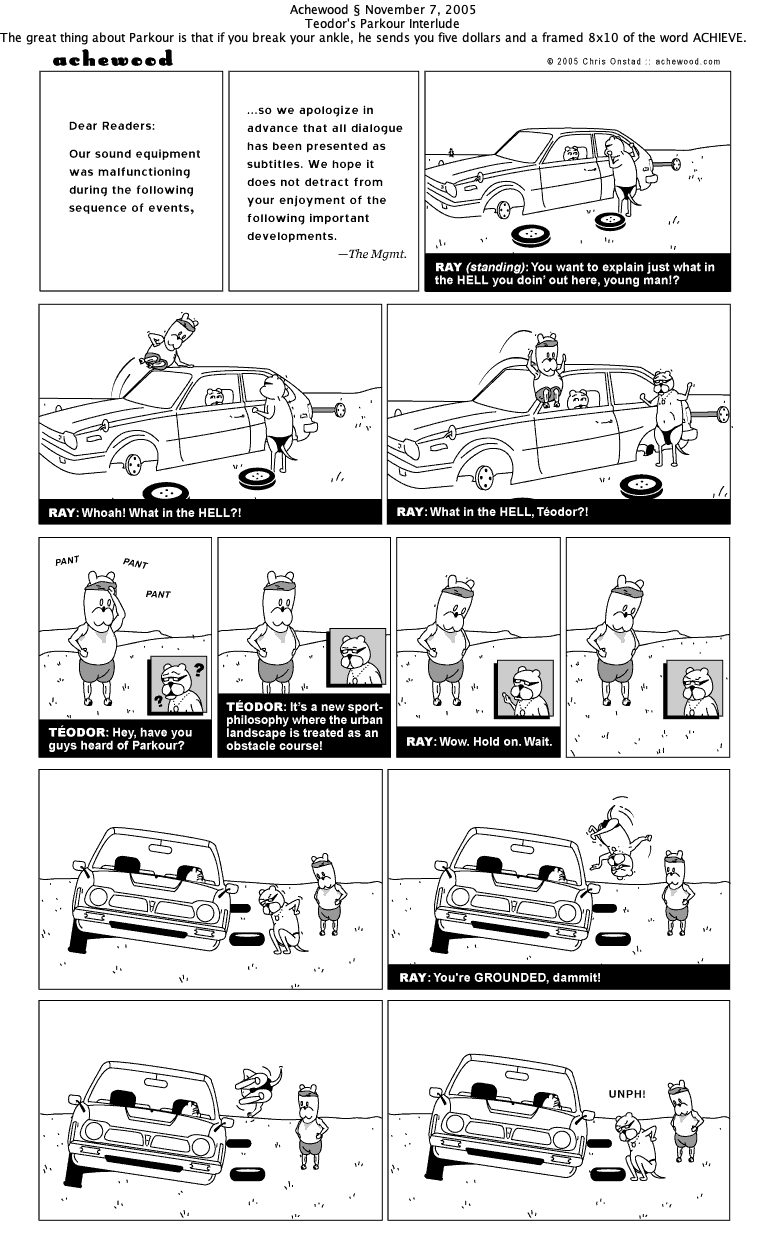 Achewood § November 7, 2005
Teodor's Parkour Interlude
The great thing about Parkour is that if you break your ankle, he sends you five dollars and a framed 8x10 of the word ACHIEVE.
achewood
© 2005 Chris Onstad :: achewood.com
Dear Readers:
Our sound equipment
was malfunctioning
during the following
sequence of events,
...so we apologize in
advance that all dialogue
has been presented as
subtitles. We hope it
does not detract from
your enjoyment of the
following important
developments.
—The Mgmt.
RAY (standing): You want to explain just what in
the HELL you doin' out here, young man!?
RAY: Whoah! What in the HELL?!
RAY: What in the HELL, Téodor?!
PANT
PANT
PANT
?
?
TÉODOR: Hey, have you
guys heard of Parkour?
TÉODOR: It's a new sport-
philosophy where the urban
landscape is treated as an
obstacle course!
RAY: Wow. Hold on. Wait.
RAY: You're GROUNDED, dammit!
UNPH!